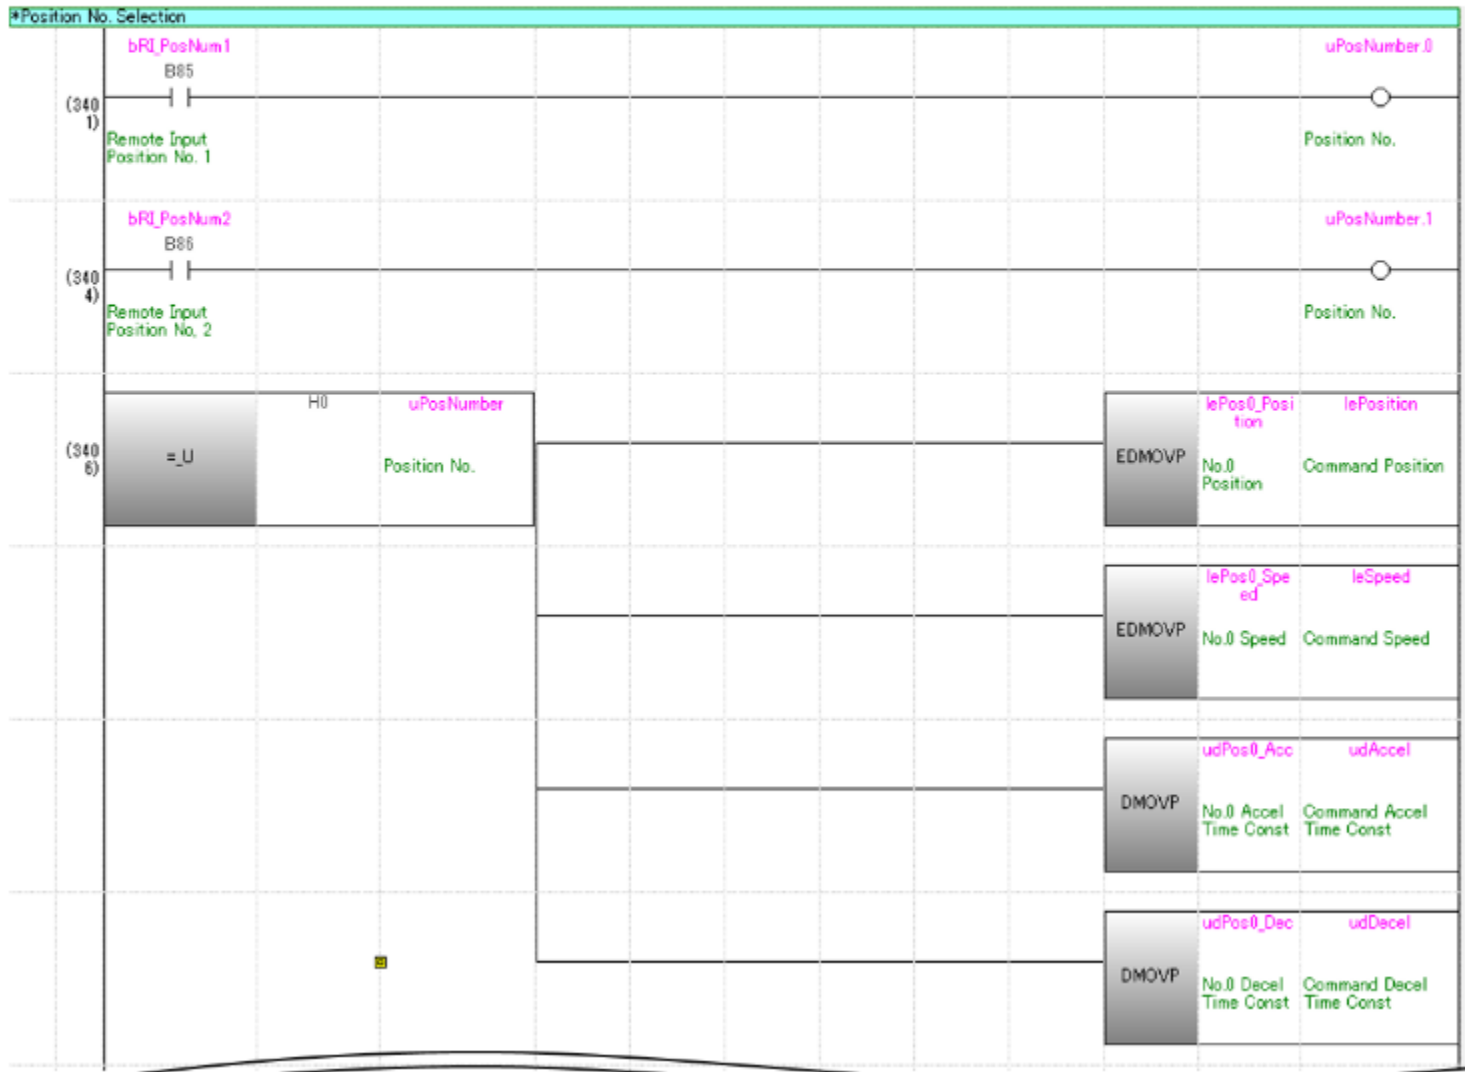 *Position No. Selection
bRI_PosNum1
uPosNumber.0
B85
(340
1)
Remote Input
Position No. 1
Position No.
bRI_PosNum2
uPosNumber.1
B86
(340
4)
Remote Input
Position No. 2
Position No.
H0
uPosNumber
lePos0_Posi
tion
lePosition
(340
6)
=_U
Position No.
EDMOVP
No.0
Position
Command Position
lePos0_Spe
ed
leSpeed
EDMOVP
No.0 Speed
Command Speed
udPos0_Acc
udAccel
DMOVP
No.0 Accel
Time Const
Command Accel
Time Const
udPos0_Dec
udDecel
DMOVP
No.0 Decel
Time Const
Command Decel
Time Const